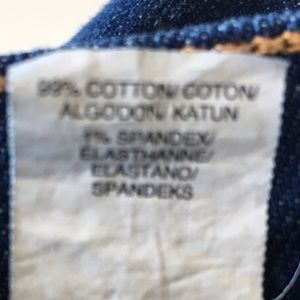 99% COTTON/ COTON/
ALGODON/ KATUN
1% SPANDEX/
ÉLASTHANNE/
ELASTANO/
SPANDEKS